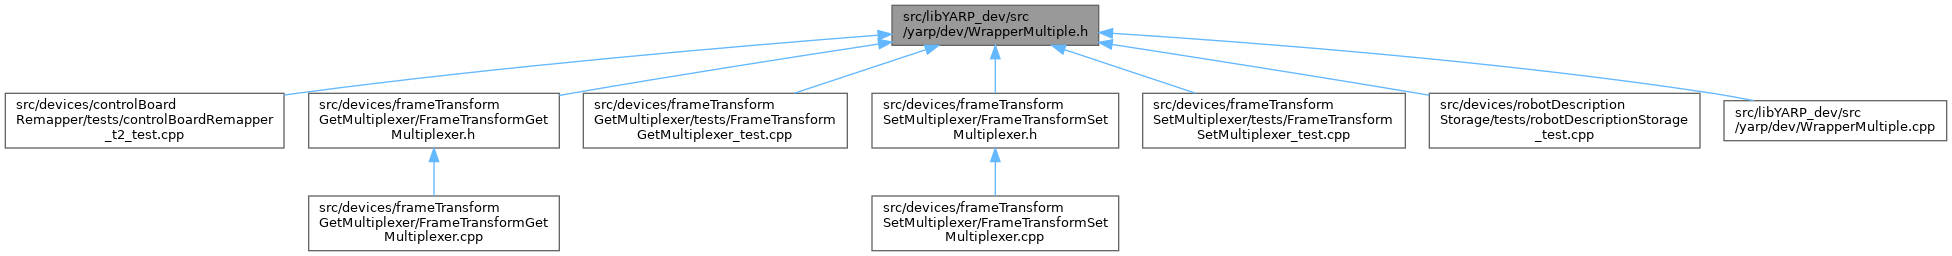 src/libYARP_dev/src
/yarp/dev/WrapperMultiple.h
src/devices/controlBoard
Remapper/tests/controlBoardRemapper
_t2_test.cpp
src/devices/frameTransform
GetMultiplexer/FrameTransformGet
Multiplexer.h
src/devices/frameTransform
GetMultiplexer/tests/FrameTransform
GetMultiplexer_test.cpp
src/devices/frameTransform
SetMultiplexer/FrameTransformSet
Multiplexer.h
src/devices/frameTransform
SetMultiplexer/tests/FrameTransform
SetMultiplexer_test.cpp
src/devices/robotDescription
Storage/tests/robotDescriptionStorage
_test.cpp
src/libYARP_dev/src
/yarp/dev/WrapperMultiple.cpp
src/devices/frameTransform
GetMultiplexer/FrameTransformGet
Multiplexer.cpp
src/devices/frameTransform
SetMultiplexer/FrameTransformSet
Multiplexer.cpp